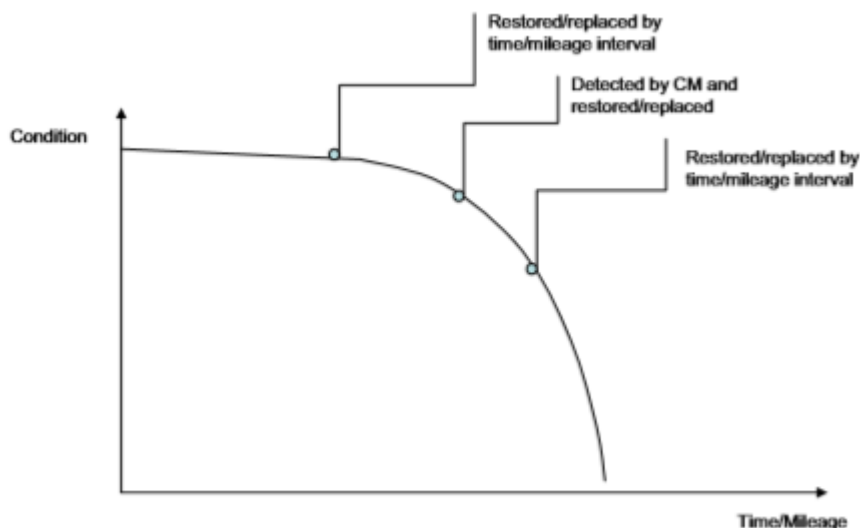 Restored/replaced by
time/mileage interval
Detected by CM and
restored/replaced
Condition
Restored/replaced by
time/mileage interval
Time/Mileage